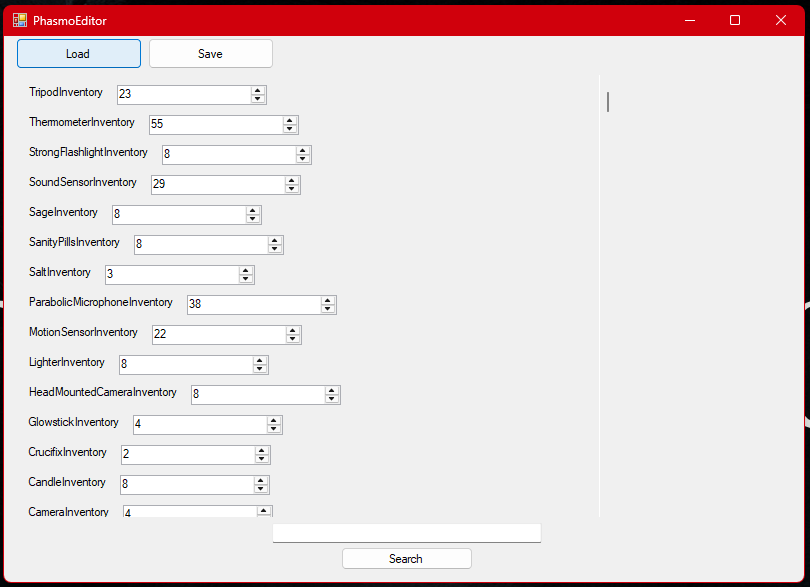 PhasmoEditor
Load Save
TripodInventory 23
ThermometerInventory 55
StrongFlashlightInventory 8
SoundSensorInventory 29
SageInventory 8
SanityPillsInventory 8
SaltInventory 3
ParabolicMicrophoneInventory 38
MotionSensorInventory 22
LighterInventory 8
HeadMountedCameraInventory 8
GlowstickInventory 4
CrucifixInventory 2
CandleInventory 8
CameraInventory 4
Search